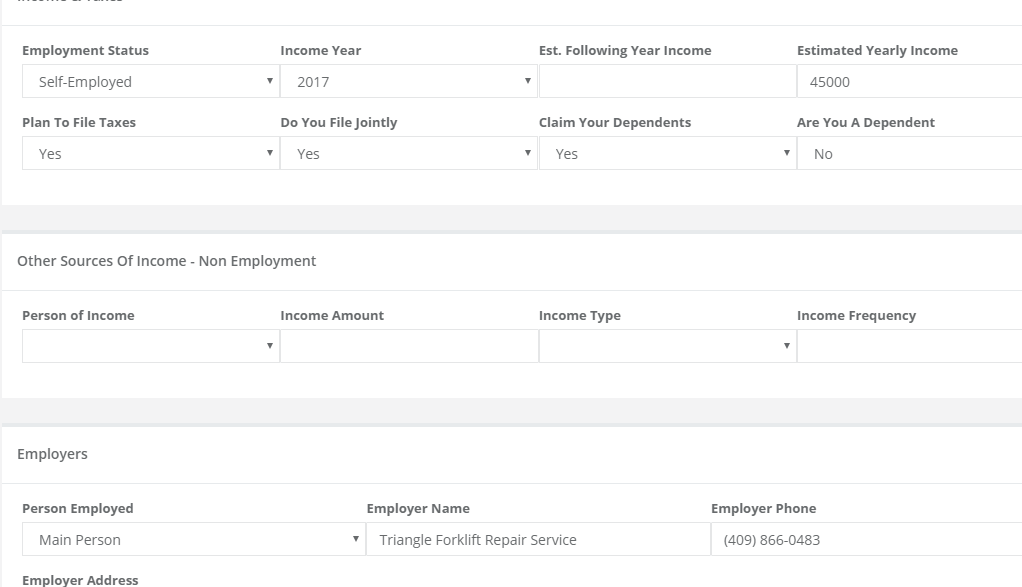 Income & Taxes
Employment Status Income Year Est. Following Year Income Estimated Yearly Income
Self-Employed 2017 45000
Plan To File Taxes Do You File Jointly Claim Your Dependents Are You A Dependent
Yes Yes Yes No
Other Sources Of Income - Non Employment
Person of Income Income Amount Income Type Income Frequency
Employers
Person Employed Employer Name Employer Phone
Main Person Triangle Forklift Repair Service (409) 866-0483
Employer Address